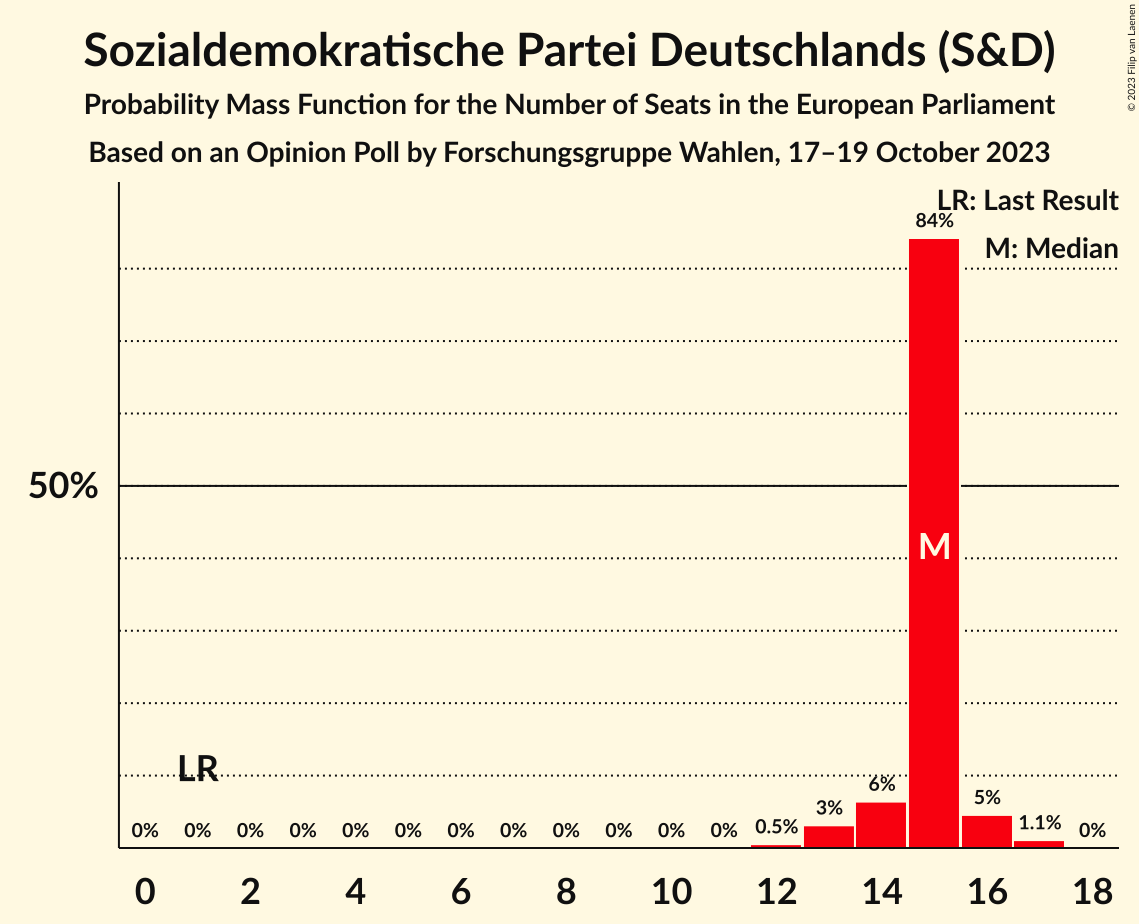 Sozialdemokratische Partei Deutschlands (S&D)
Probability Mass Function for the Number of Seats in the European Parliament
Based on an Opinion Poll by Forschungsgruppe Wahlen, 17–19 October 2023
© 2023 Filip van Laenen
LR: Last Result
M: Median
84%
50%
M
LR
0% 0% 0% 0% 0% 0% 0% 0% 0% 0% 0% 0% 0.5% 3% 6% 5% 1.1% 0%
0 2 4 6 8 10 12 14 16 18